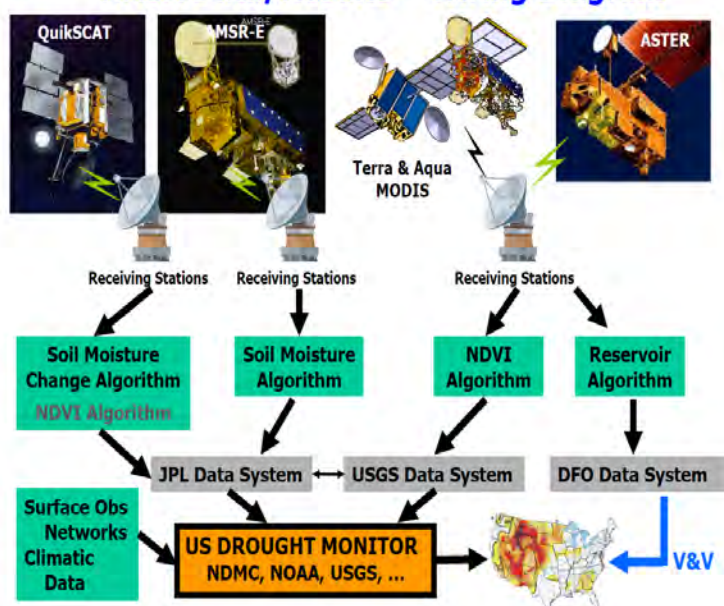 QuikSCAT
AMSR-E
ASTER
Terra & Aqua
MODIS
Receiving Stations
Receiving Stations
Receiving Stations
Soil Moisture
Change Algorithm
NDVI Algorithm
Soil Moisture
Algorithm
NDVI
Algorithm
Reservoir
Algorithm
JPL Data System
USGS Data System
DFO Data System
Surface Obs
Networks
Climatic
Data
US DROUGHT MONITOR
NDMC, NOAA, USGS, ...
V&V